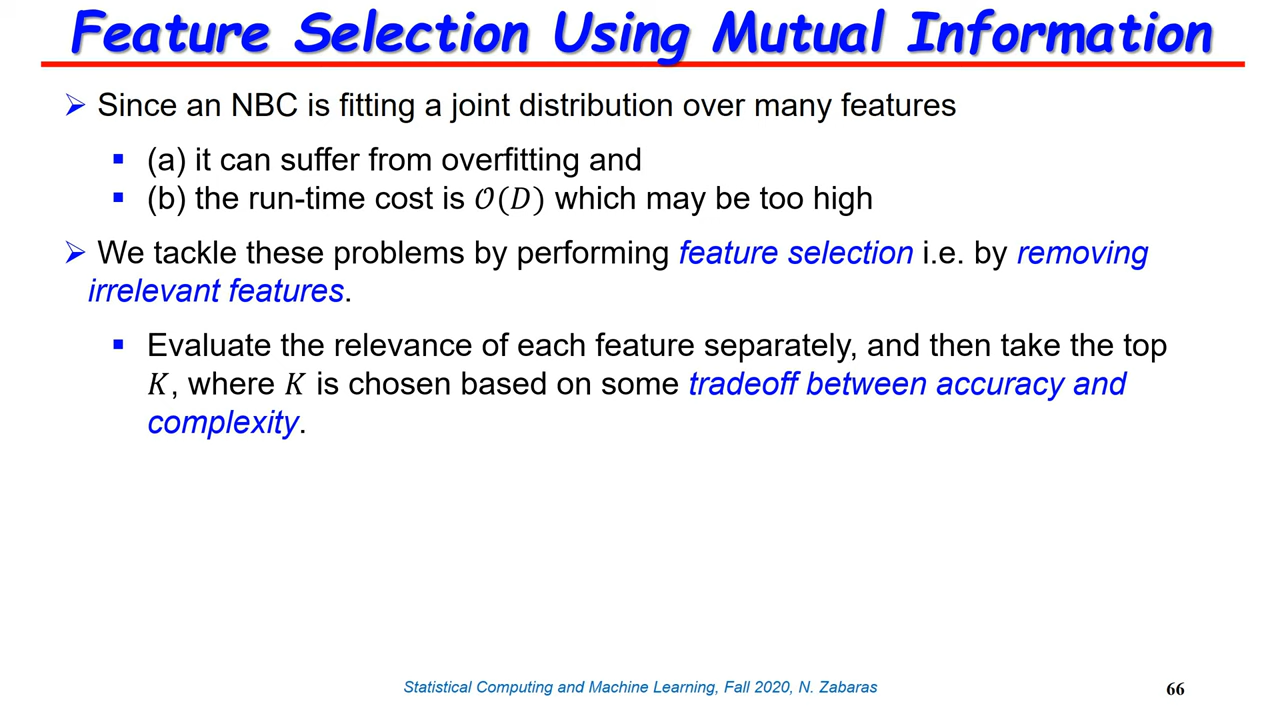 Feature Selection Using Mutual Information
➢ Since an NBC is fitting a joint distribution over many features
▪ (a) it can suffer from overfitting and
▪ (b) the run-time cost is 𝒪(D) which may be too high
➢ We tackle these problems by performing feature selection i.e. by removing
irrelevant features.
▪ Evaluate the relevance of each feature separately, and then take the top
K, where K is chosen based on some tradeoff between accuracy and
complexity.
Statistical Computing and Machine Learning, Fall 2020, N. Zabaras
66